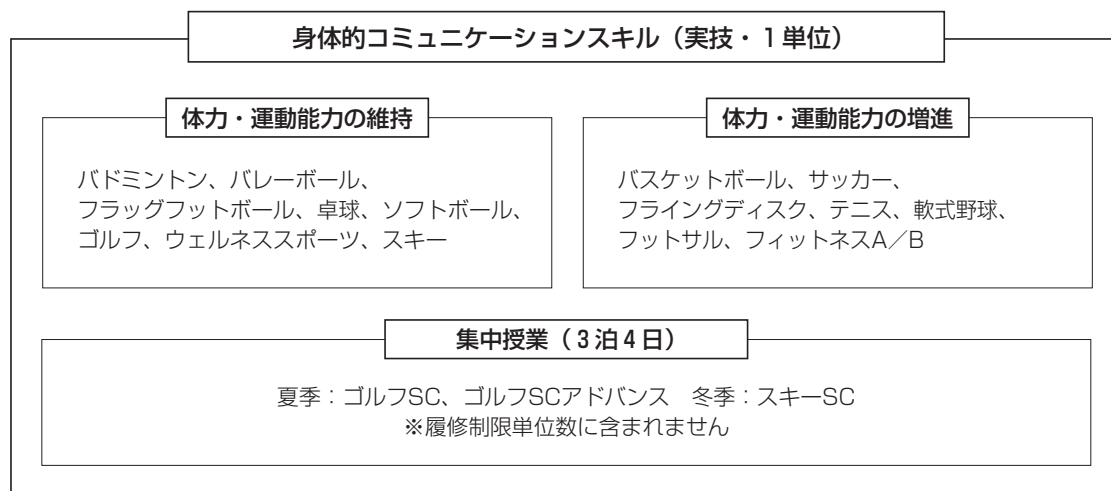 身体的コミュニケーションスキル（実技・１単位）
体力・運動能力の維持
バドミントン、バレーボール、
フラッグフットボール、卓球、ソフトボール、
ゴルフ、ウェルネススポーツ、スキー
体力・運動能力の増進
バスケットボール、サッカー、
フライングディスク、テニス、軟式野球、
フットサル、フィットネスA／B
集中授業（３泊４日）
夏季：ゴルフSC、ゴルフSCアドバンス　冬季：スキーSC
※履修制限単位数に含まれません